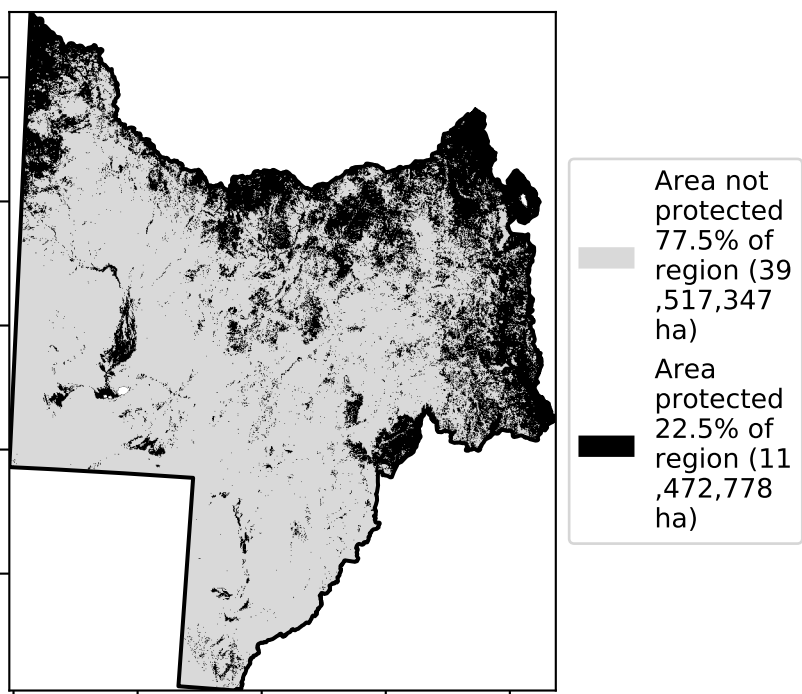 Area not
protected
77.5% of
region (39
,517,347
ha)
Area
protected
22.5% of
region (11
,472,778
ha)